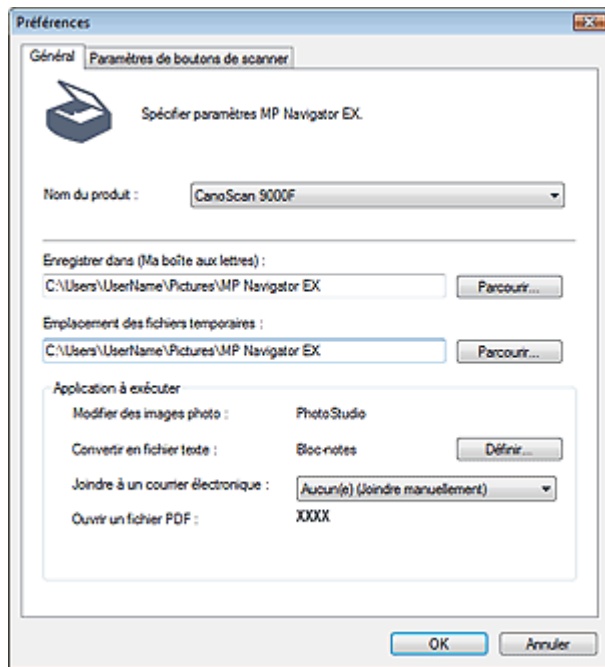 Préférences
Général Paramètres de boutons de scanner
Spécifier paramètres MP Navigator EX.
Nom du produit : CanoScan 9000F
Enregistrer dans (Ma boîte aux lettres) :
C:\Users\UserName\Pictures\MP Navigator EX Parcourir...
Emplacement des fichiers temporaires :
C:\Users\UserName\Pictures\MP Navigator EX Parcourir...
Application à exécuter
Modifier des images photo : PhotoStudio
Convertir en fichier texte : Bloc-notes Définir...
Joindre à un courrier électronique : Aucun(e) (Joindre manuellement)
Ouvrir un fichier PDF : XXXX
OK Annuler